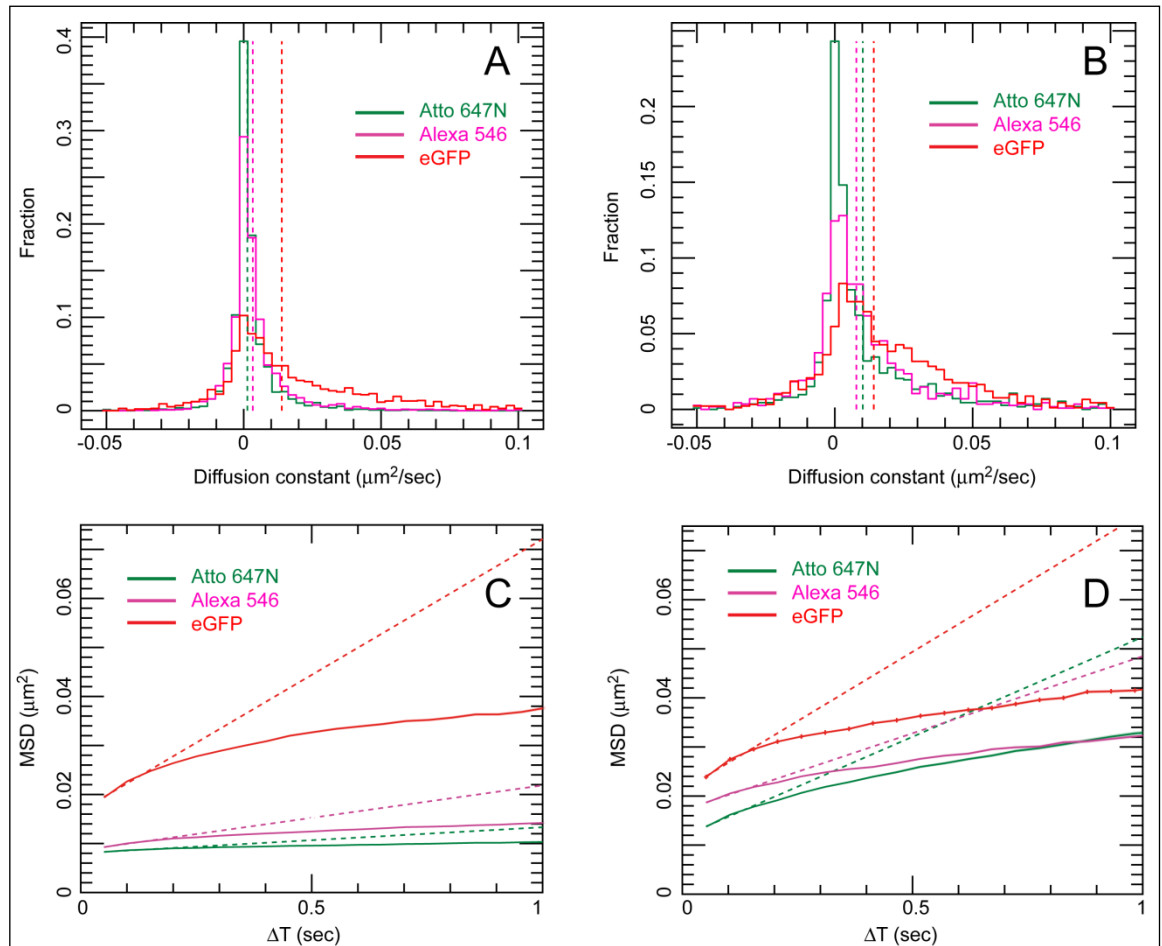 A
Atto 647N
Alexa 546
eGFP
Fraction
0.4
0.3
0.2
0.1
0
-0.05 0 0.05 0.1
Diffusion constant (μm²/sec)
B
Atto 647N
Alexa 546
eGFP
Fraction
0.2
0.15
0.1
0.05
0
-0.05 0 0.05 0.1
Diffusion constant (μm²/sec)
C
Atto 647N
Alexa 546
eGFP
MSD (μm²)
0.06
0.04
0.02
0
0 0.5 1
ΔT (sec)
D
Atto 647N
Alexa 546
eGFP
MSD (μm²)
0.06
0.04
0.02
0
0 0.5 1
ΔT (sec)